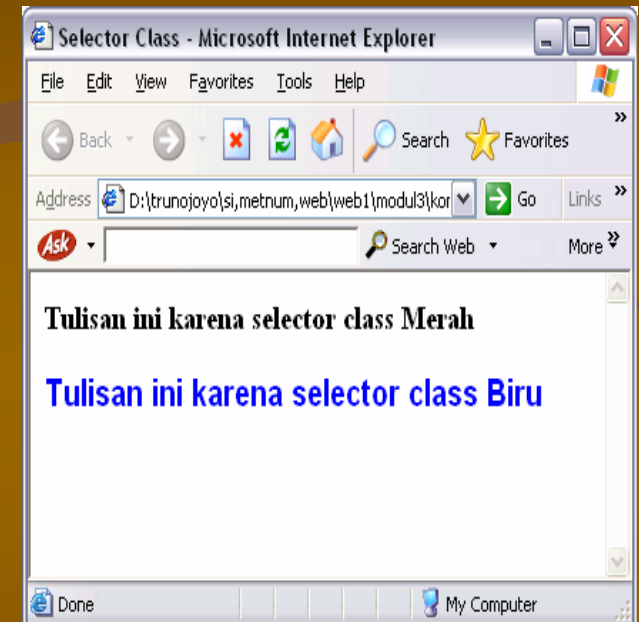 Selector Class - Microsoft Internet Explorer
File Edit View Favorites Tools Help
Back Search Favorites »
Address D:\trunojoyo\si,metnum,web\web1\modul3\kor Go Links »
Ask Search Web More »
Tulisan ini karena selector class Merah
Tulisan ini karena selector class Biru
Done My Computer